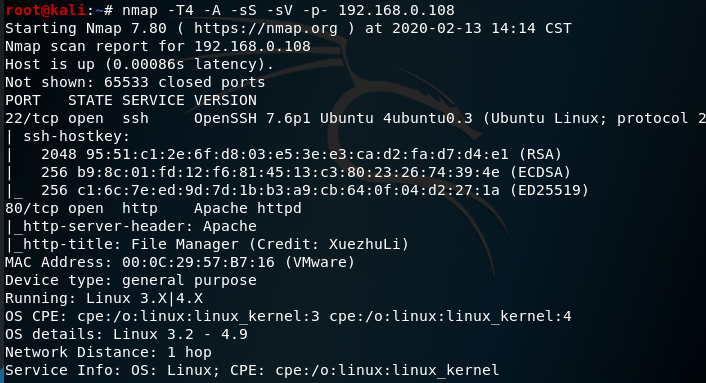 root@kali:~# nmap -T4 -A -sS -sV -p- 192.168.0.108
Starting Nmap 7.80 ( https://nmap.org ) at 2020-02-13 14:14 CST
Nmap scan report for 192.168.0.108
Host is up (0.00086s latency).
Not shown: 65533 closed ports
PORT   STATE SERVICE VERSION
22/tcp open  ssh     OpenSSH 7.6p1 Ubuntu 4ubuntu0.3 (Ubuntu Linux; protocol 2
| ssh-hostkey:
|   2048 95:51:c1:2e:6f:d8:03:e5:3e:e3:ca:d2:fa:d7:d4:e1 (RSA)
|   256 b9:8c:01:fd:12:f6:81:45:13:c3:80:23:26:74:39:4e (ECDSA)
|_  256 c1:6c:7e:ed:9d:7d:1b:b3:a9:cb:64:0f:04:d2:27:1a (ED25519)
80/tcp open  http    Apache httpd
|_http-server-header: Apache
|_http-title: File Manager (Credit: XuezhuLi)
MAC Address: 00:0C:29:57:B7:16 (VMware)
Device type: general purpose
Running: Linux 3.X|4.X
OS CPE: cpe:/o:linux:linux_kernel:3 cpe:/o:linux:linux_kernel:4
OS details: Linux 3.2 - 4.9
Network Distance: 1 hop
Service Info: OS: Linux; CPE: cpe:/o:linux:linux_kernel